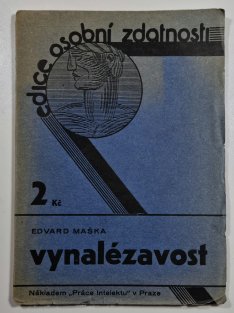 edice osobní zdatnosti
2 Kč
EDVARD MAŠKA
vynalézavost
Nákladem „Práce Intelektu“ v Praze